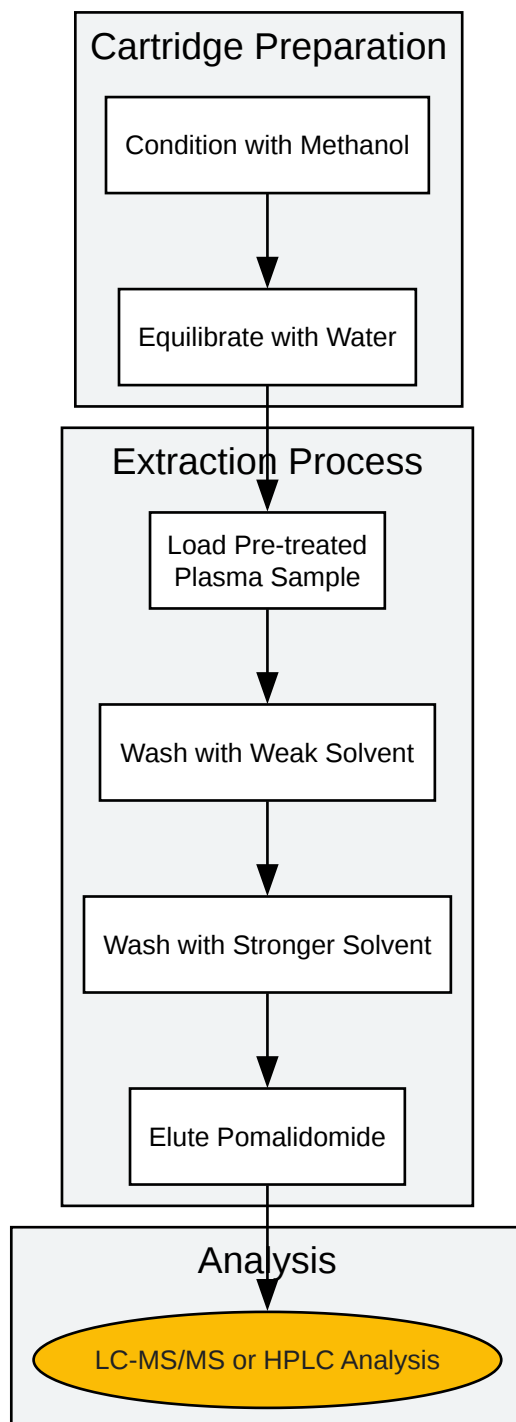 Cartridge Preparation
Condition with Methanol
Equilibrate with Water
Extraction Process
Load Pre-treated
Plasma Sample
Wash with Weak Solvent
Wash with Stronger Solvent
Elute Pomalidomide
Analysis
LC-MS/MS or HPLC Analysis